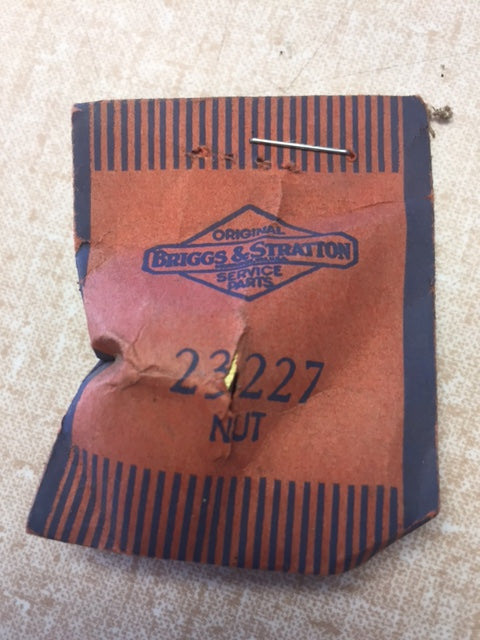 ORIGINAL
BRIGGS & STRATTON
SERVICE
PARTS
23227
NUT